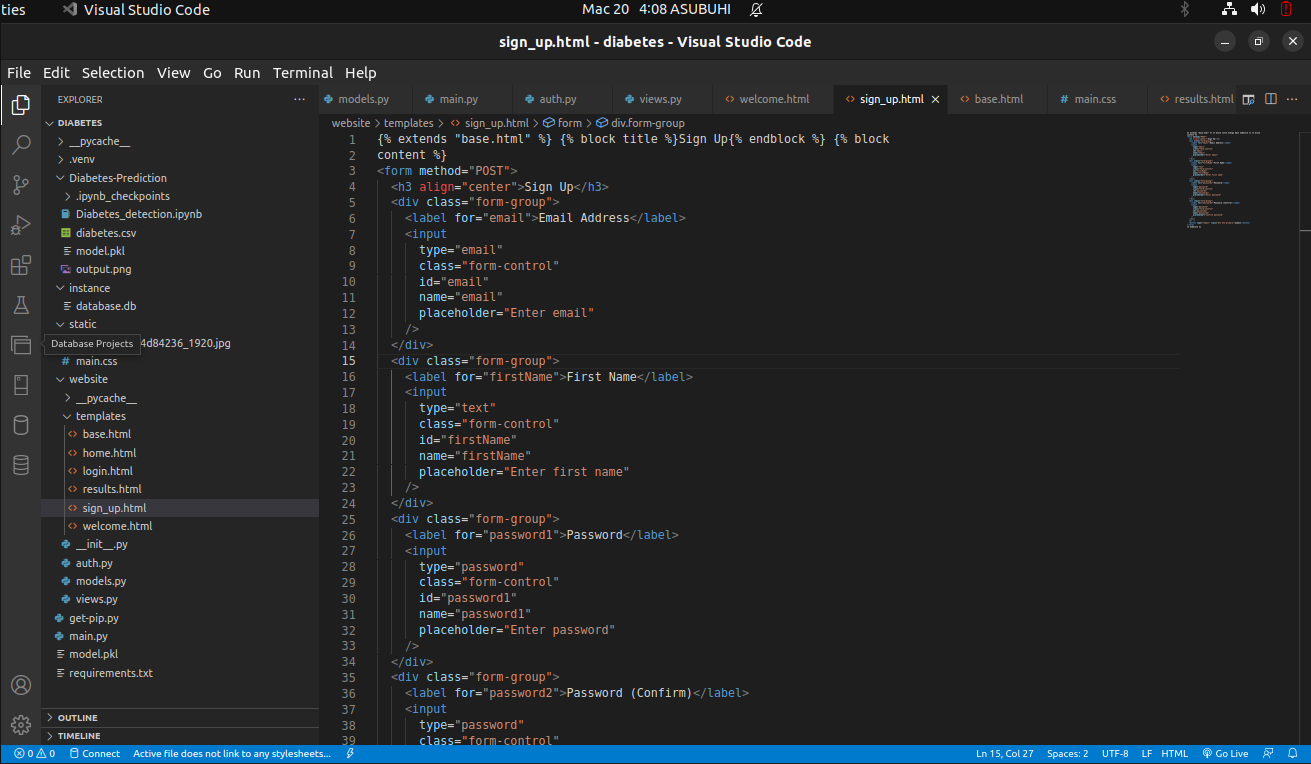 ties Visual Studio Code Mac 20 4:08 ASUBUHI
sign_up.html - diabetes - Visual Studio Code
File Edit Selection View Go Run Terminal Help
EXPLORER ···
models.py main.py auth.py views.py welcome.html sign_up.html base.html main.css results.html ···
website > templates > sign_up.html > form > div.form-group
DIABETES
__pycache__
.venv
Diabetes-Prediction
.ipynb_checkpoints
Diabetes_detection.ipynb
diabetes.csv
model.pkl
output.png
instance
database.db
static
Database Projects 4d84236_1920.jpg
main.css
website
__pycache__
templates
base.html
home.html
login.html
results.html
sign_up.html
welcome.html
__init__.py
auth.py
models.py
views.py
get-pip.py
main.py
model.pkl
requirements.txt
OUTLINE
TIMELINE
1 {% extends "base.html" %} {% block title %}Sign Up{% endblock %} {% block
2 content %}
3 <form method="POST">
4 <h3 align="center">Sign Up</h3>
5 <div class="form-group">
6 <label for="email">Email Address</label>
7 <input
8 type="email"
9 class="form-control"
10 id="email"
11 name="email"
12 placeholder="Enter email"
13 />
14 </div>
15 <div class="form-group">
16 <label for="firstName">First Name</label>
17 <input
18 type="text"
19 class="form-control"
20 id="firstName"
21 name="firstName"
22 placeholder="Enter first name"
23 />
24 </div>
25 <div class="form-group">
26 <label for="password1">Password</label>
27 <input
28 type="password"
29 class="form-control"
30 id="password1"
31 name="password1"
32 placeholder="Enter password"
33 />
34 </div>
35 <div class="form-group">
36 <label for="password2">Password (Confirm)</label>
37 <input
38 type="password"
39 class="form-control"
0 0 Connect Active file does not link to any stylesheets... Ln 15, Col 27 Spaces: 2 UTF-8 LF HTML Go Live